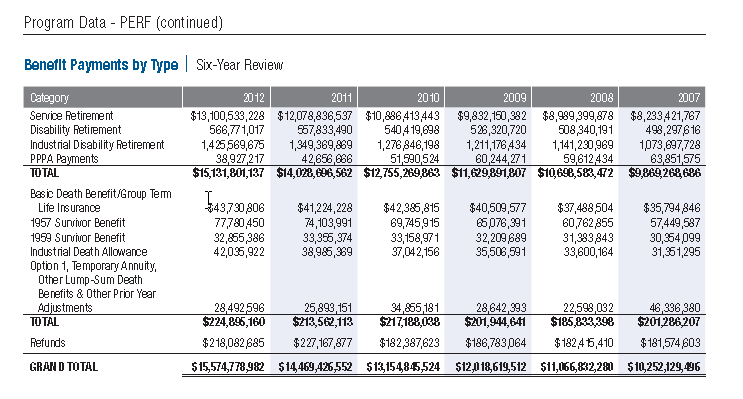 Program Data - PERF (continued)
Benefit Payments by Type | Six-Year Review
Category 2012 2011 2010 2009 2008 2007
Service Retirement $13,100,533,228 $12,078,836,537 $10,886,413,443 $9,832,150,382 $8,989,399,878 $8,233,421,767
Disability Retirement 566,771,017 557,833,490 540,419,698 526,320,720 508,340,191 498,297,616
Industrial Disability Retirement 1,425,569,675 1,349,369,869 1,276,846,198 1,211,176,434 1,141,230,969 1,073,697,728
PPPA Payments 38,927,217 42,656,666 51,590,524 60,244,271 59,612,434 63,851,575
TOTAL $15,131,801,137 $14,028,696,562 $12,755,269,863 $11,629,891,807 $10,698,583,472 $9,869,268,686
Basic Death Benefit/Group Term
Life Insurance $43,730,806 $41,224,228 $42,385,815 $40,509,577 $37,488,504 $35,794,846
1957 Survivor Benefit 77,780,450 74,103,991 69,745,915 65,076,391 60,762,855 57,449,587
1959 Survivor Benefit 32,855,386 33,355,374 33,158,971 32,209,689 31,383,843 30,354,099
Industrial Death Allowance 42,035,922 38,985,369 37,042,156 35,506,591 33,600,164 31,351,295
Option 1, Temporary Annuity,
Other Lump-Sum Death
Benefits & Other Prior Year
Adjustments 28,492,596 25,893,151 34,855,181 28,642,393 22,598,032 46,336,380
TOTAL $224,895,160 $213,562,113 $217,188,038 $201,944,641 $185,833,398 $201,286,207
Refunds $218,082,685 $227,167,877 $182,387,623 $186,783,064 $182,415,410 $181,574,603
GRAND TOTAL $15,574,778,982 $14,469,426,552 $13,154,845,524 $12,018,619,512 $11,066,832,280 $10,252,129,496